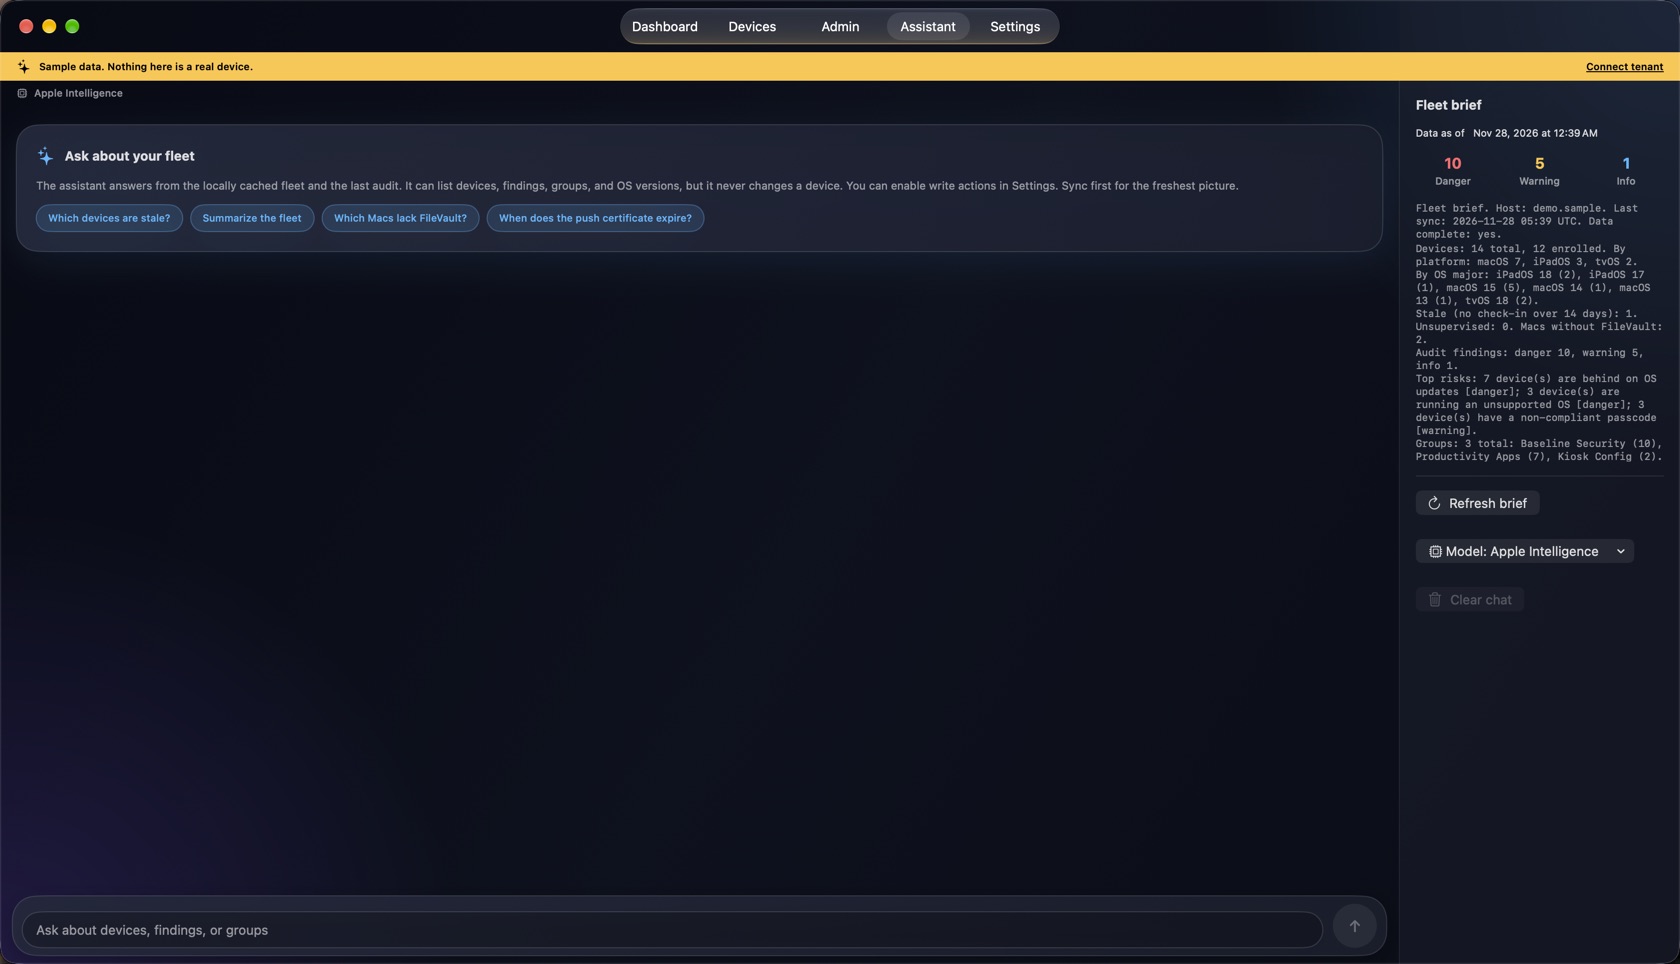 Dashboard
Devices
Admin
Assistant
Settings
Sample data. Nothing here is a real device.
Connect tenant
Apple Intelligence
Ask about your fleet
The assistant answers from the locally cached fleet and the last audit. It can list devices, findings, groups, and OS versions, but it never changes a device. You can enable write actions in Settings. Sync first for the freshest picture.
Which devices are stale?
Summarize the fleet
Which Macs lack FileVault?
When does the push certificate expire?
Ask about devices, findings, or groups
Fleet brief
Data as of Nov 28, 2026 at 12:39 AM
10
5
1
Danger
Warning
Info
Fleet brief. Host: demo.sample. Last
sync: 2026-11-28 05:39 UTC. Data
complete: yes.
Devices: 14 total, 12 enrolled. By
platform: macOS 7, iPadOS 3, tvOS 2.
By OS major: iPadOS 18 (2), iPadOS 17
(1), macOS 15 (5), macOS 14 (1), macOS
13 (1), tvOS 18 (2).
Stale (no check-in over 14 days): 1.
Unsupervised: 0. Macs without FileVault:
2.
Audit findings: danger 10, warning 5,
info 1.
Top risks: 7 device(s) are behind on OS
updates [danger]; 3 device(s) are
running an unsupported OS [danger]; 3
device(s) have a non-compliant passcode
[warning].
Groups: 3 total: Baseline Security (10),
Productivity Apps (7), Kiosk Config (2).
Refresh brief
Model: Apple Intelligence
Clear chat